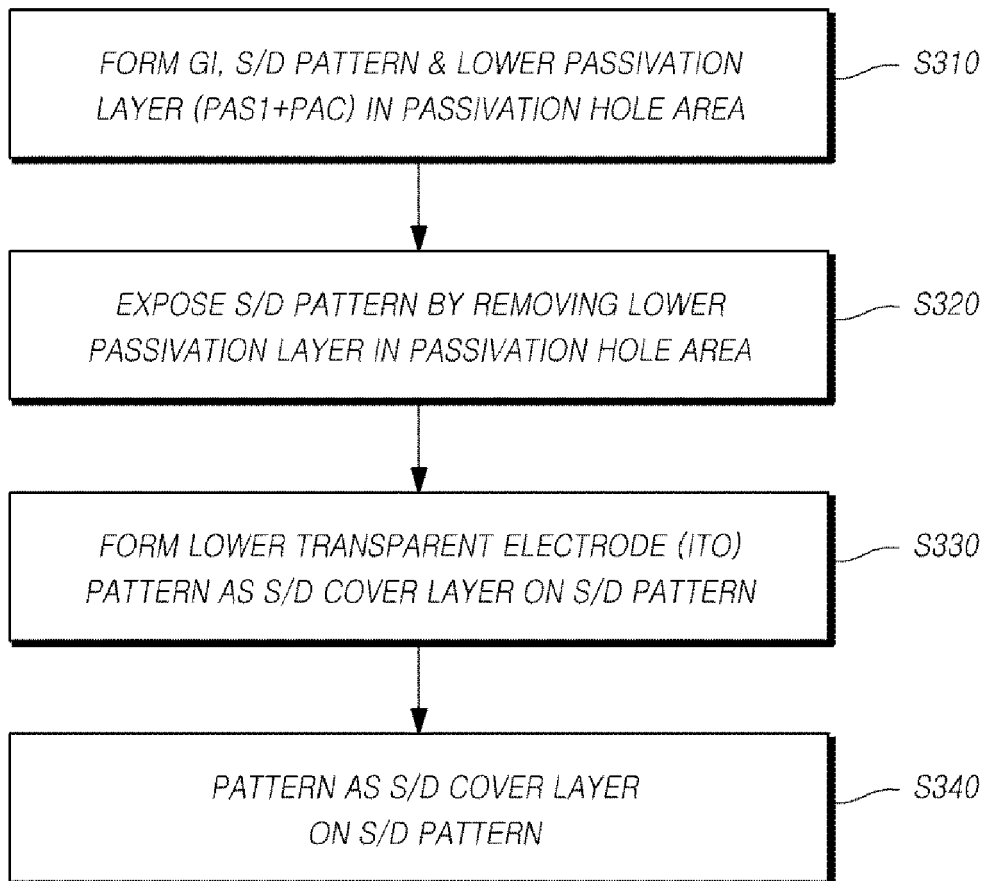 FORM GI, S/D PATTERN & LOWER PASSIVATION
LAYER (PAS1+PAC) IN PASSIVATION HOLE AREA
S310
EXPOSE S/D PATTERN BY REMOVING LOWER
PASSIVATION LAYER IN PASSIVATION HOLE AREA
S320
FORM LOWER TRANSPARENT ELECTRODE (ITO)
PATTERN AS S/D COVER LAYER ON S/D PATTERN
S330
PATTERN AS S/D COVER LAYER
ON S/D PATTERN
S340